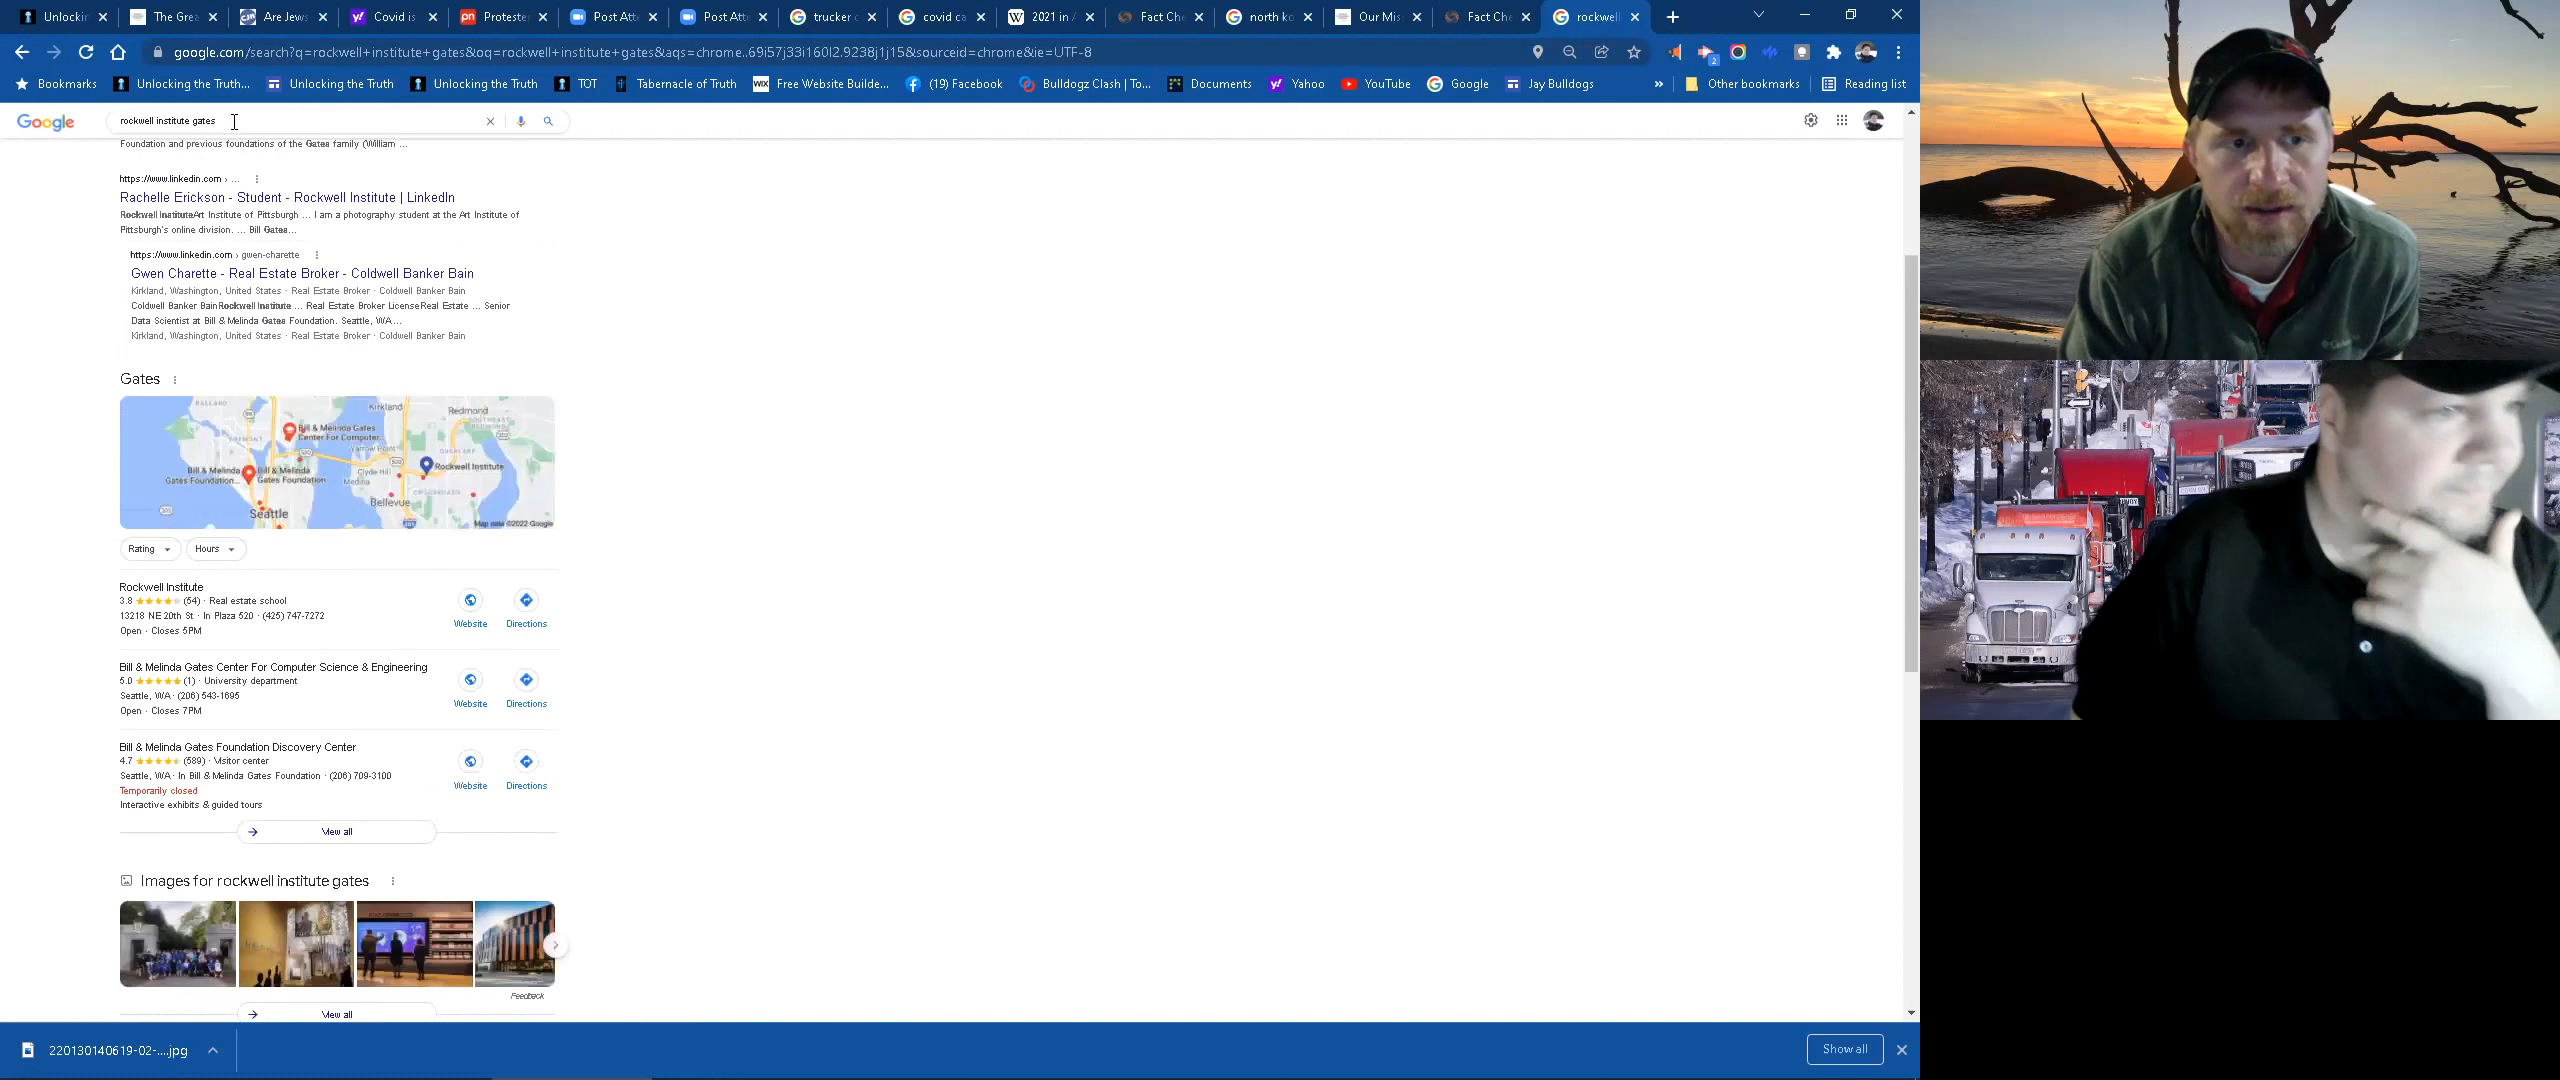 Unlockin
The Grea
Are Jews
Covid is
Proteste
Post Atte
Post Atte
trucker c
covid ca
2021 in A
Fact Che
north ko
Our Miss
Fact Che
rockwell
google.com/search?q=rockwell+institute+gates&oq=rockwell+institute+gates&aqs=chrome..69i57j33i160l2.9238j1j15&sourceid=chrome&ie=UTF-8
Bookmarks
Unlocking the Truth...
Unlocking the Truth
Unlocking the Truth
TOT
Tabernacle of Truth
WIX Free Website Builde...
(19) Facebook
Bulldogz Clash | To...
Documents
Yahoo
YouTube
Google
Jay Bulldogs
»
Other bookmarks
Reading list
Google
rockwell institute gates
Foundation and previous foundations of the Gates family (William ...
https://www.linkedin.com › ...
Rachelle Erickson - Student - Rockwell Institute | LinkedIn
Rockwell InstituteArt Institute of Pittsburgh ... I am a photography student at the Art Institute of
Pittsburgh's online division. ... Bill Gates...
https://www.linkedin.com › gwen-charette
Gwen Charette - Real Estate Broker - Coldwell Banker Bain
Kirkland, Washington, United States · Real Estate Broker · Coldwell Banker Bain
Coldwell Banker BainRockwell Institute ... Real Estate Broker LicenseReal Estate ... Senior
Data Scientist at Bill & Melinda Gates Foundation. Seattle, WA...
Kirkland, Washington, United States · Real Estate Broker · Coldwell Banker Bain
Gates
BALLARD
Kirkland
Redmond
Bill & Melinda Gates
Center For Computer...
FREMONT
Yarrow Point
OVERLAKE
Bill & Melinda
Gates Foundation...
Bill & Melinda
Gates Foundation
Clyde Hill
Medina
Rockwell Institute
CROSSROADS
Bellevue
Seattle
Map data ©2022 Google
Rating
Hours
Rockwell Institute
3.8 (54) · Real estate school
13218 NE 20th St · In Plaza 520 · (425) 747-7272
Open · Closes 5PM
Website
Directions
Bill & Melinda Gates Center For Computer Science & Engineering
5.0 (1) · University department
Seattle, WA · (206) 543-1695
Open · Closes 7PM
Website
Directions
Bill & Melinda Gates Foundation Discovery Center
4.7 (589) · Visitor center
Seattle, WA · In Bill & Melinda Gates Foundation · (206) 709-3100
Temporarily closed
Interactive exhibits & guided tours
Website
Directions
View all
Images for rockwell institute gates
Feedback
View all
220130140619-02-....jpg
Show all